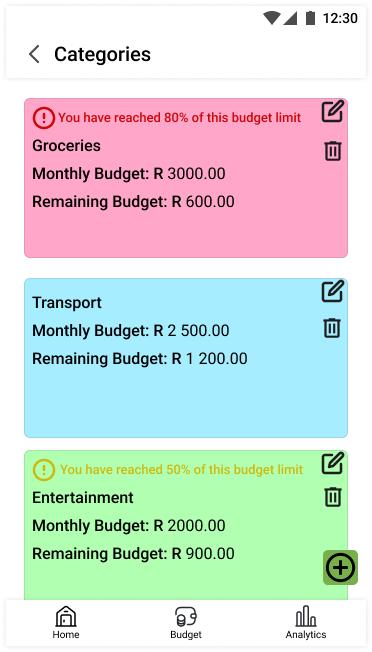 12:30
Categories
You have reached 80% of this budget limit
Groceries
Monthly Budget: R 3000.00
Remaining Budget: R 600.00
Transport
Monthly Budget: R 2 500.00
Remaining Budget: R 1 200.00
You have reached 50% of this budget limit
Entertainment
Monthly Budget: R 2000.00
Remaining Budget: R 900.00
Home Budget Analytics